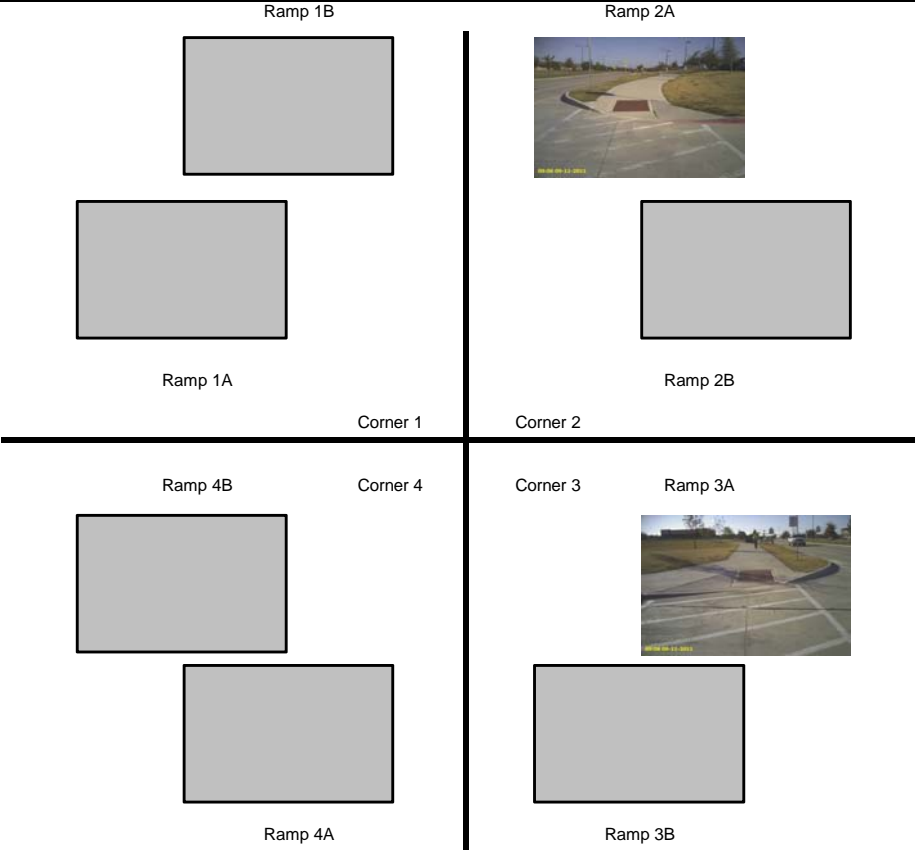 Ramp 1B
Ramp 2A
Ramp 1A
Ramp 2B
Corner 1
Corner 2
Ramp 4B
Corner 4
Corner 3
Ramp 3A
Ramp 4A
Ramp 3B